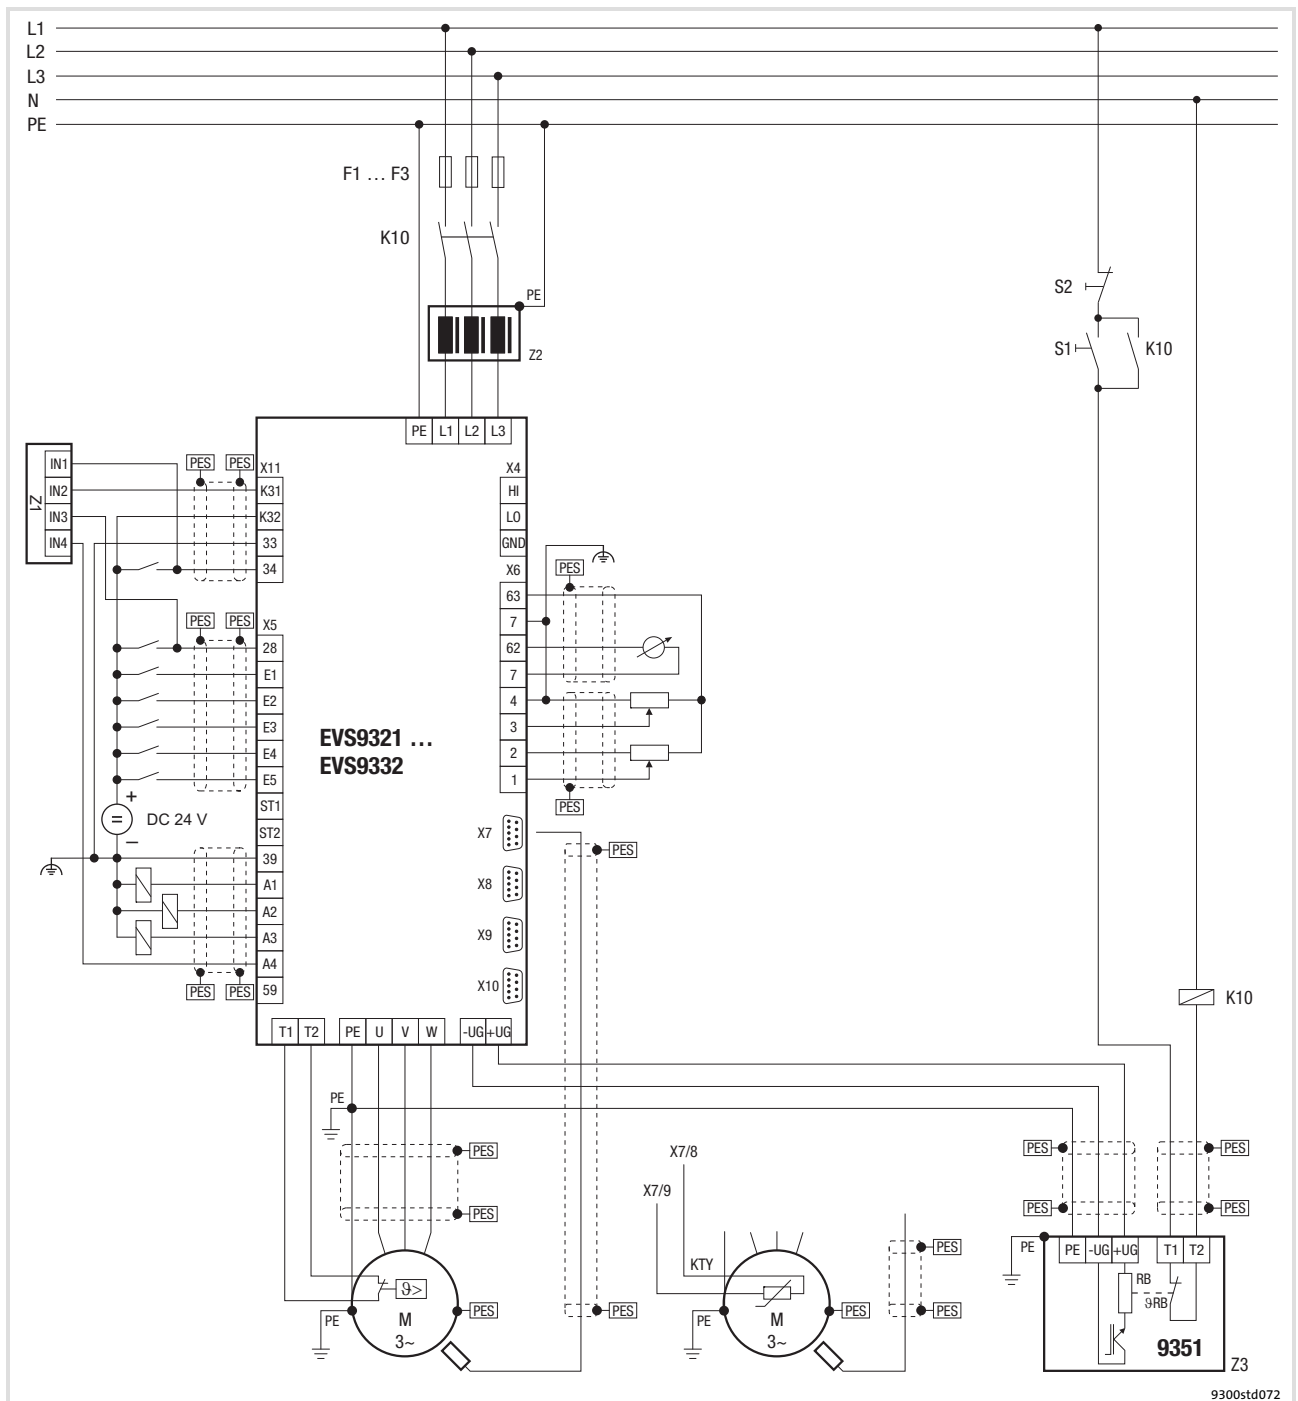 L1
L2
L3
N
PE
F1 … F3
K10
PE
Z2
S2
S1
K10
PE L1 L2 L3
Z1
IN1
IN2
IN3
IN4
PES PES
X11
K31
K32
33
34
PES PES
X5
28
E1
E2
E3
E4
E5
ST1
ST2
39
A1
A2
A3
A4
59
PES PES
+
=
DC 24 V
–
EVS9321 …
EVS9332
X4
HI
LO
GND
X6
63
7
62
7
4
3
2
1
PES
PES
X7
X8
X9
X10
PES
K10
T1 T2 PE U V W -UG +UG
PE
PES
PES
X7/8
X7/9
KTY
PES
PES
PES
PES
PE
ϑ>
M
3~
PES
PES
PE
M
3~
PES
PES
PES
PE
PE -UG +UG T1 T2
RB
ϑRB
9351
Z3
9300std072